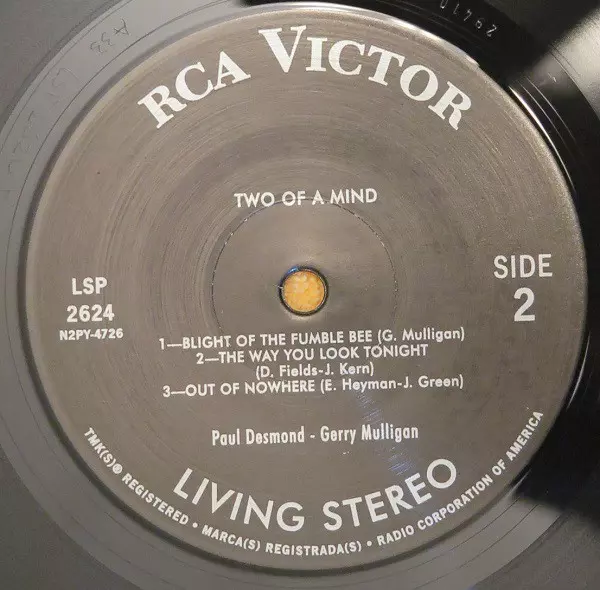 RCA VICTOR
TWO OF A MIND
LSP
2624
N2PY-4726
SIDE
2
1—BLIGHT OF THE FUMBLE BEE (G. Mulligan)
2—THE WAY YOU LOOK TONIGHT
(D. Fields-J. Kern)
3—OUT OF NOWHERE (E. Heyman-J. Green)
Paul Desmond - Gerry Mulligan
LIVING STEREO
TMK(S)® REGISTERED • MARCA(S) REGISTRADA(S) • RADIO CORPORATION OF AMERICA